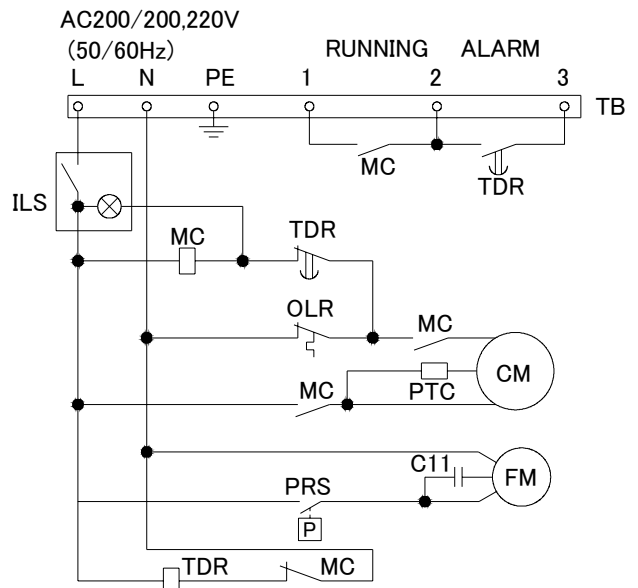 AC200/200,220V
(50/60Hz) RUNNING ALARM
L N PE 1 2 3
TB
MC
TDR
ILS
MC TDR
OLR MC
CM
PTC
MC
C11 FM
PRS
P
TDR MC